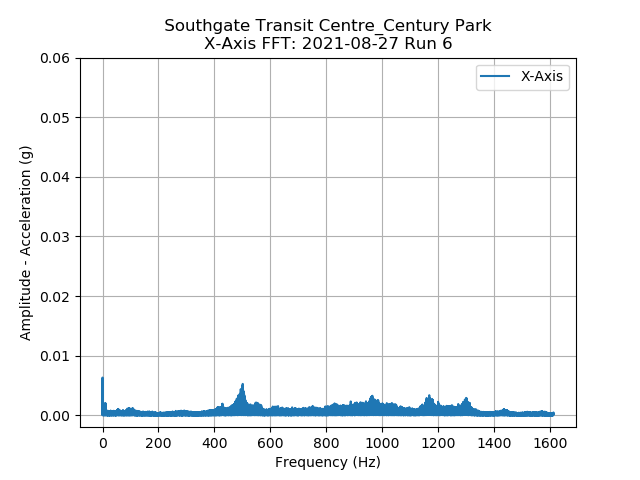 Southgate Transit Centre_Century Park
X-Axis FFT: 2021-08-27 Run 6
X-Axis
Amplitude - Acceleration (g)
0.06
0.05
0.04
0.03
0.02
0.01
0.00
0 200 400 600 800 1000 1200 1400 1600
Frequency (Hz)